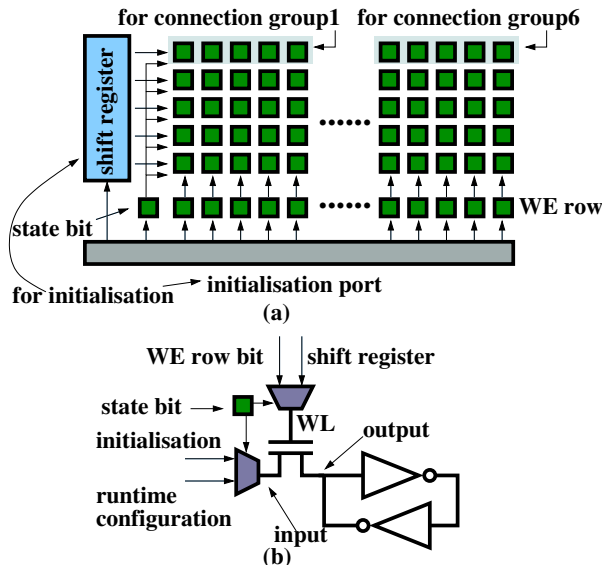 for connection group1
for connection group6
shift register
state bit
WE row
for initialisation
initialisation port
(a)
WE row bit
shift register
state bit
WL
output
initialisation
runtime
configuration
input
(b)